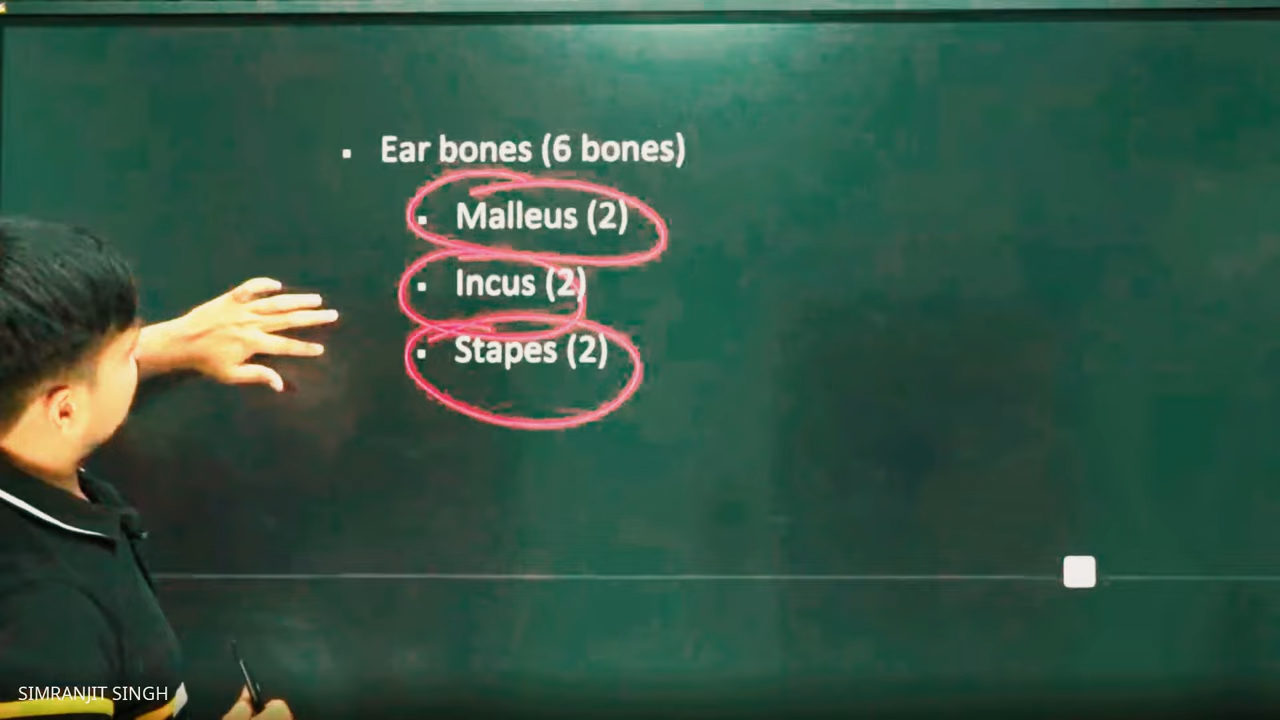 ▪ Ear bones (6 bones)
▪ Malleus (2)
▪ Incus (2)
▪ Stapes (2)
SIMRANJIT SINGH